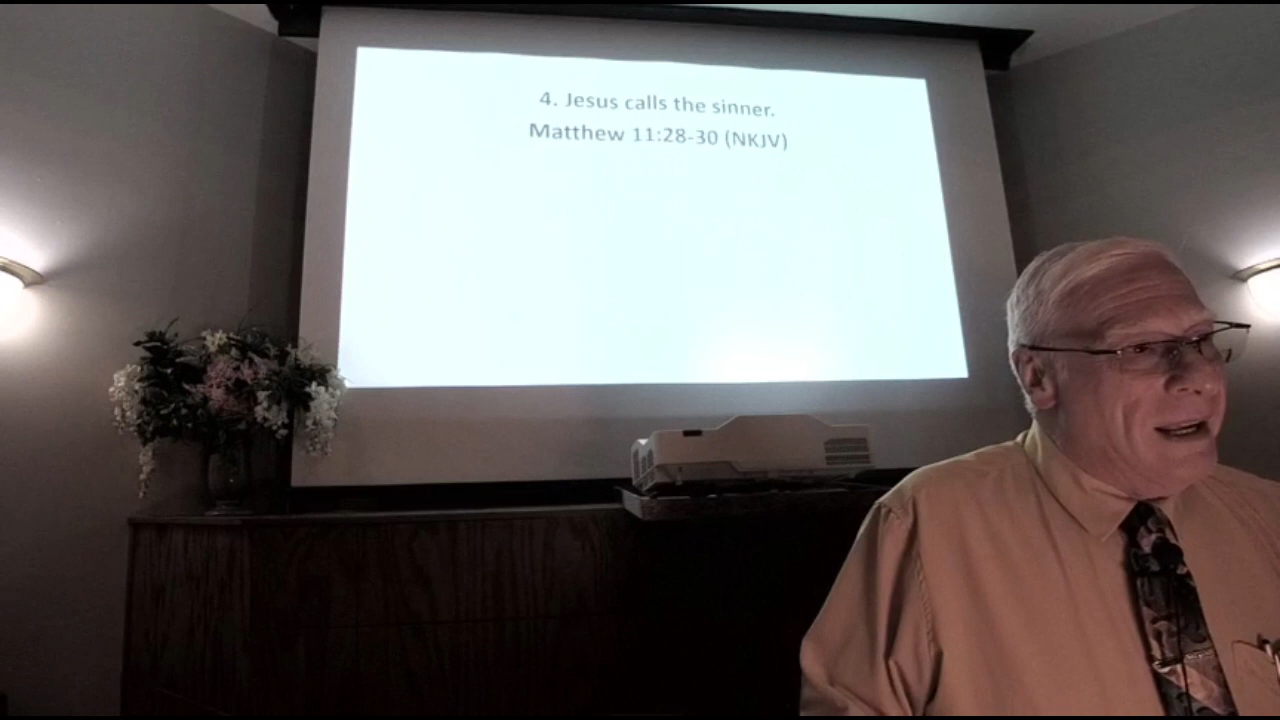 4. Jesus calls the sinner.
Matthew 11:28-30 (NKJV)